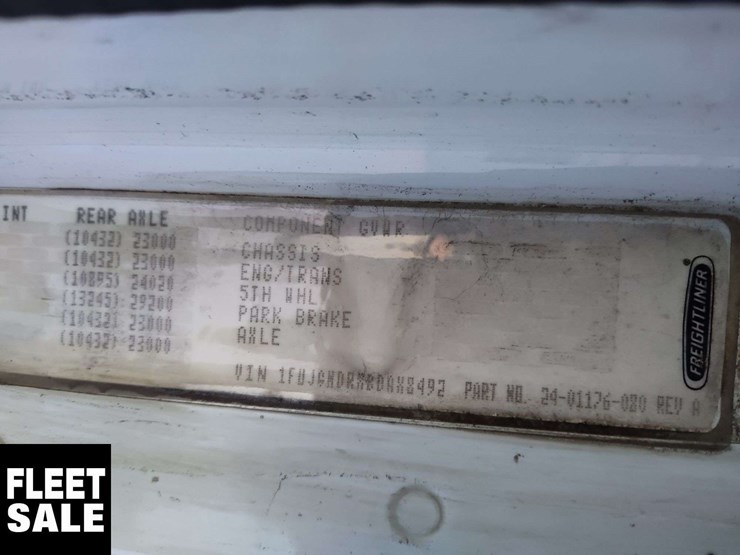 INT REAR AXLE COMPONENT GVWR
(10432) 23000
(10432) 23000 CHASSIS
(10895) 24020 ENG/TRANS
(13245) 29200 5TH WHL
(10432) 23000 PARK BRAKE
(10432) 23000 AXLE
VIN PART NO. 24-01176-020 REV A
FREIGHTLINER
FLEET
SALE